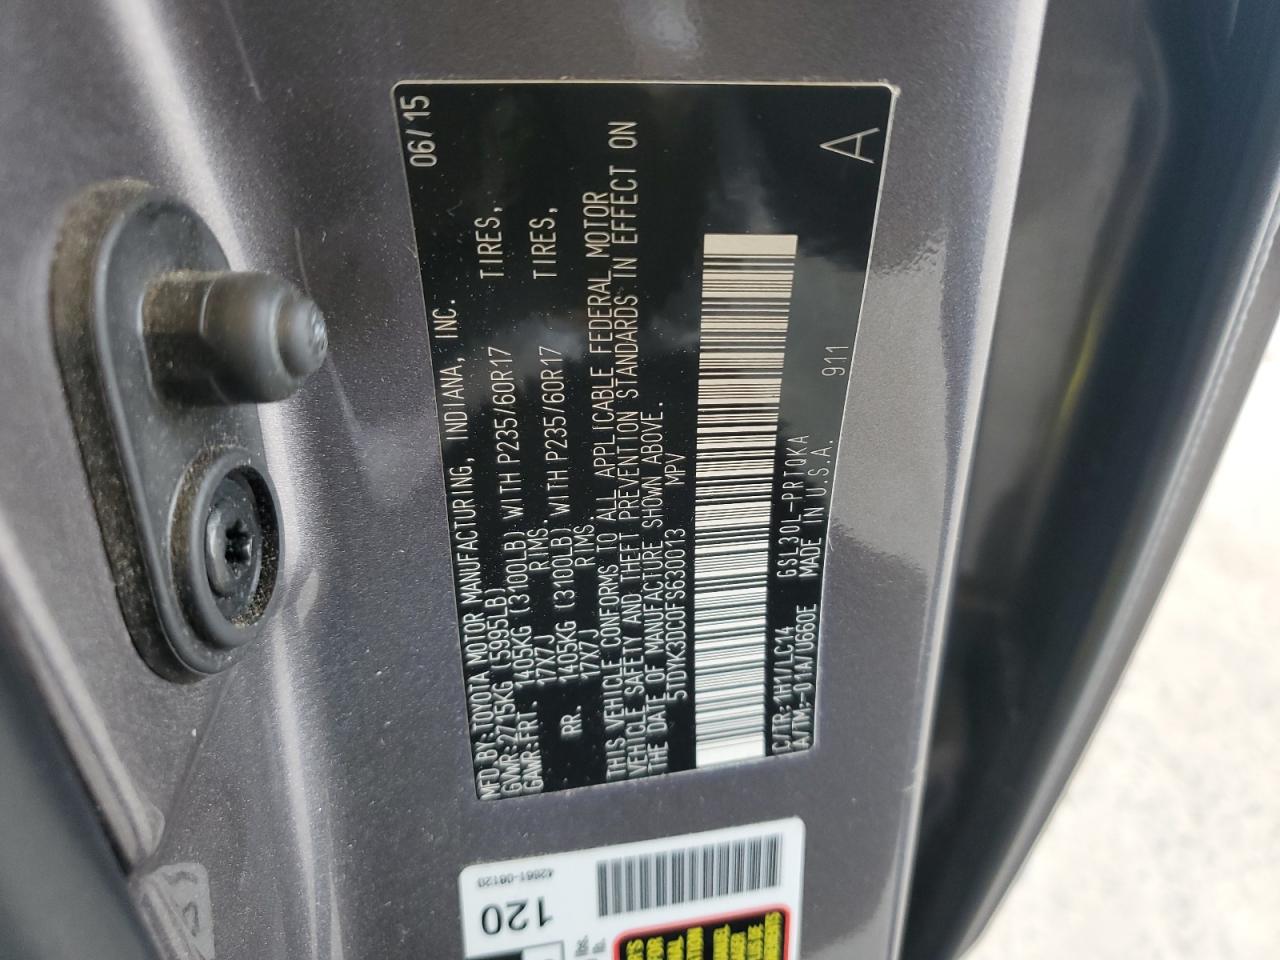 MFD BY:TOYOTA MOTOR MANUFACTURING, INDIANA, INC. 06/15
GVWR:2715KG (5995LB)
GAWR:FRT. 1405KG (3100LB) WITH P235/60R17 TIRES,
17X7J RIMS.
RR. 1405KG (3100LB) WITH P235/60R17 TIRES,
17X7J RIMS.
THIS VEHICLE CONFORMS TO ALL APPLICABLE FEDERAL MOTOR
VEHICLE SAFETY AND THEFT PREVENTION STANDARDS IN EFFECT ON
THE DATE OF MANUFACTURE SHOWN ABOVE.
5TDYK3DC0FS630013 MPV
C/TR:1H1/LC14 GSL30L-PRTQKA
A/TM:-01A/U660E MADE IN U.S.A. 911
A
42661-08120
120